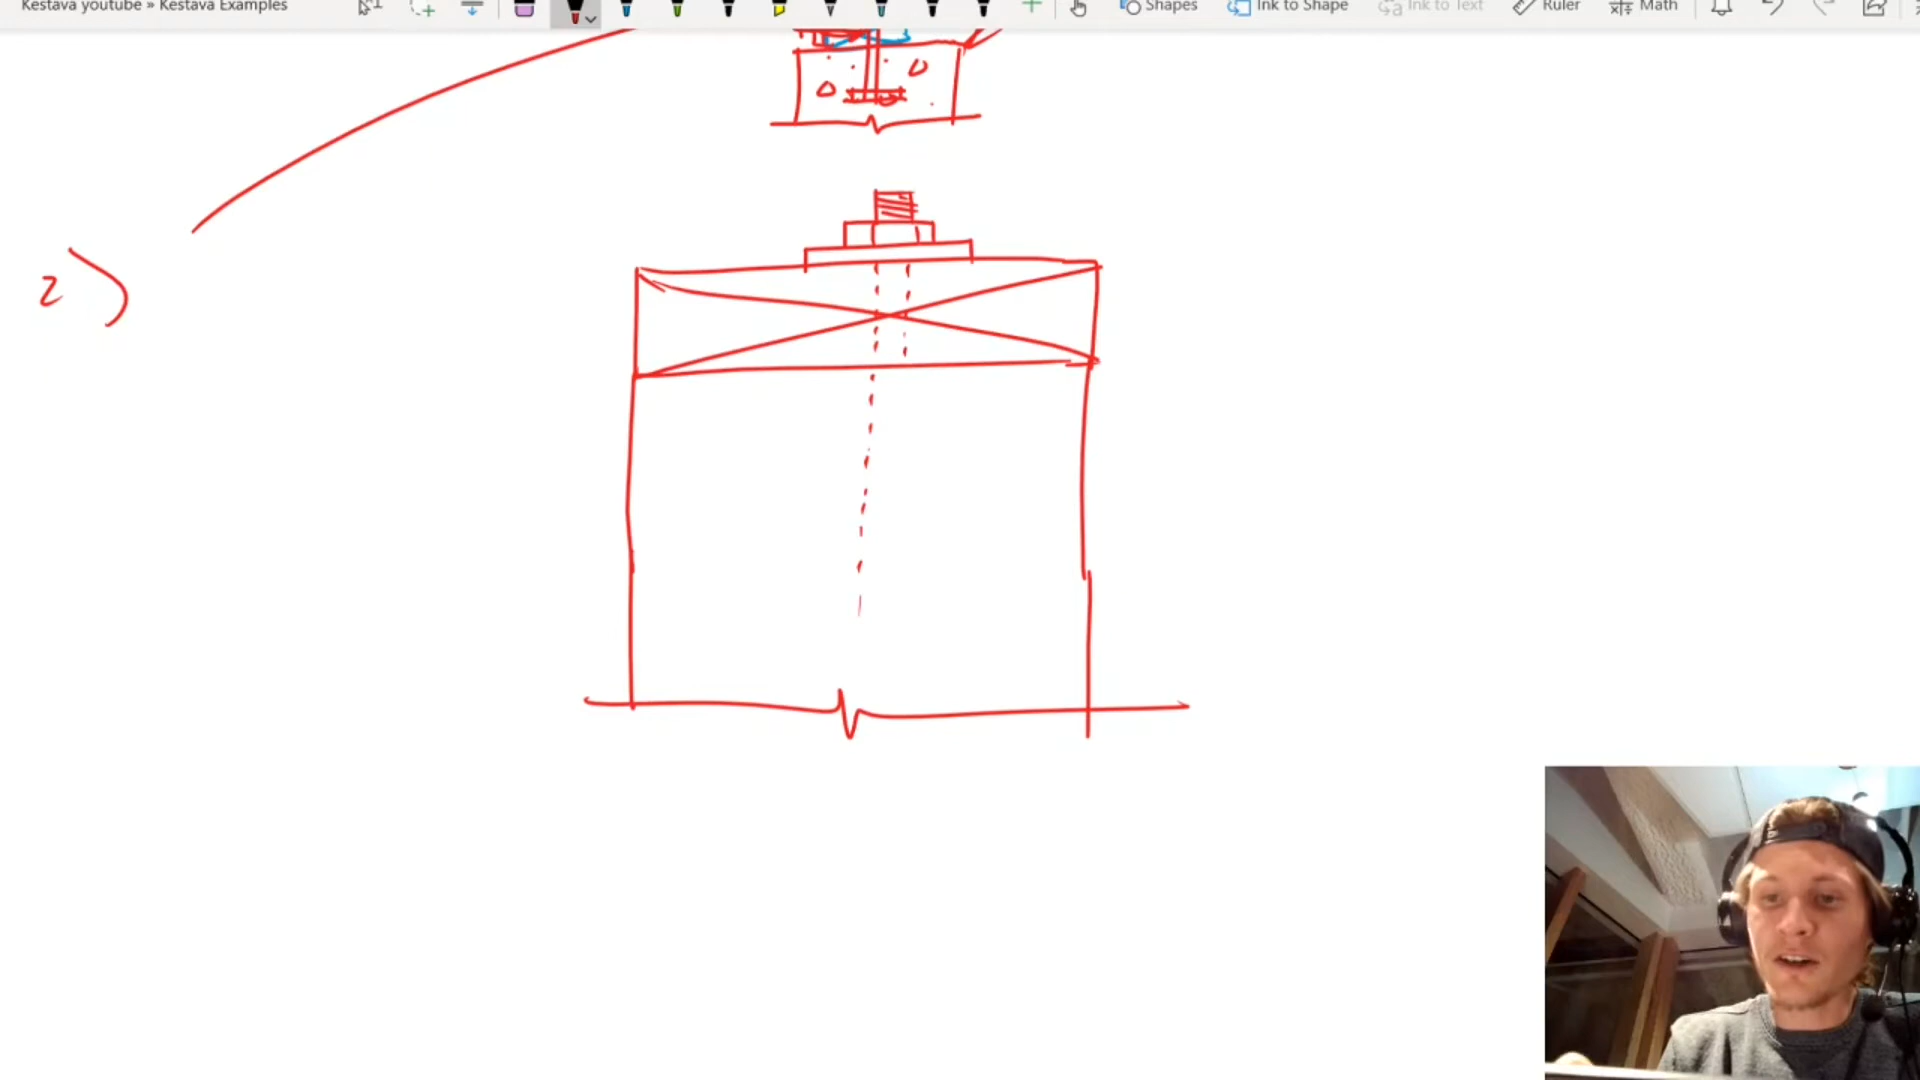 Kestava youtube » Kestava Examples
Shapes
Ink to Shape
Ink to Text
Ruler
Math
2)